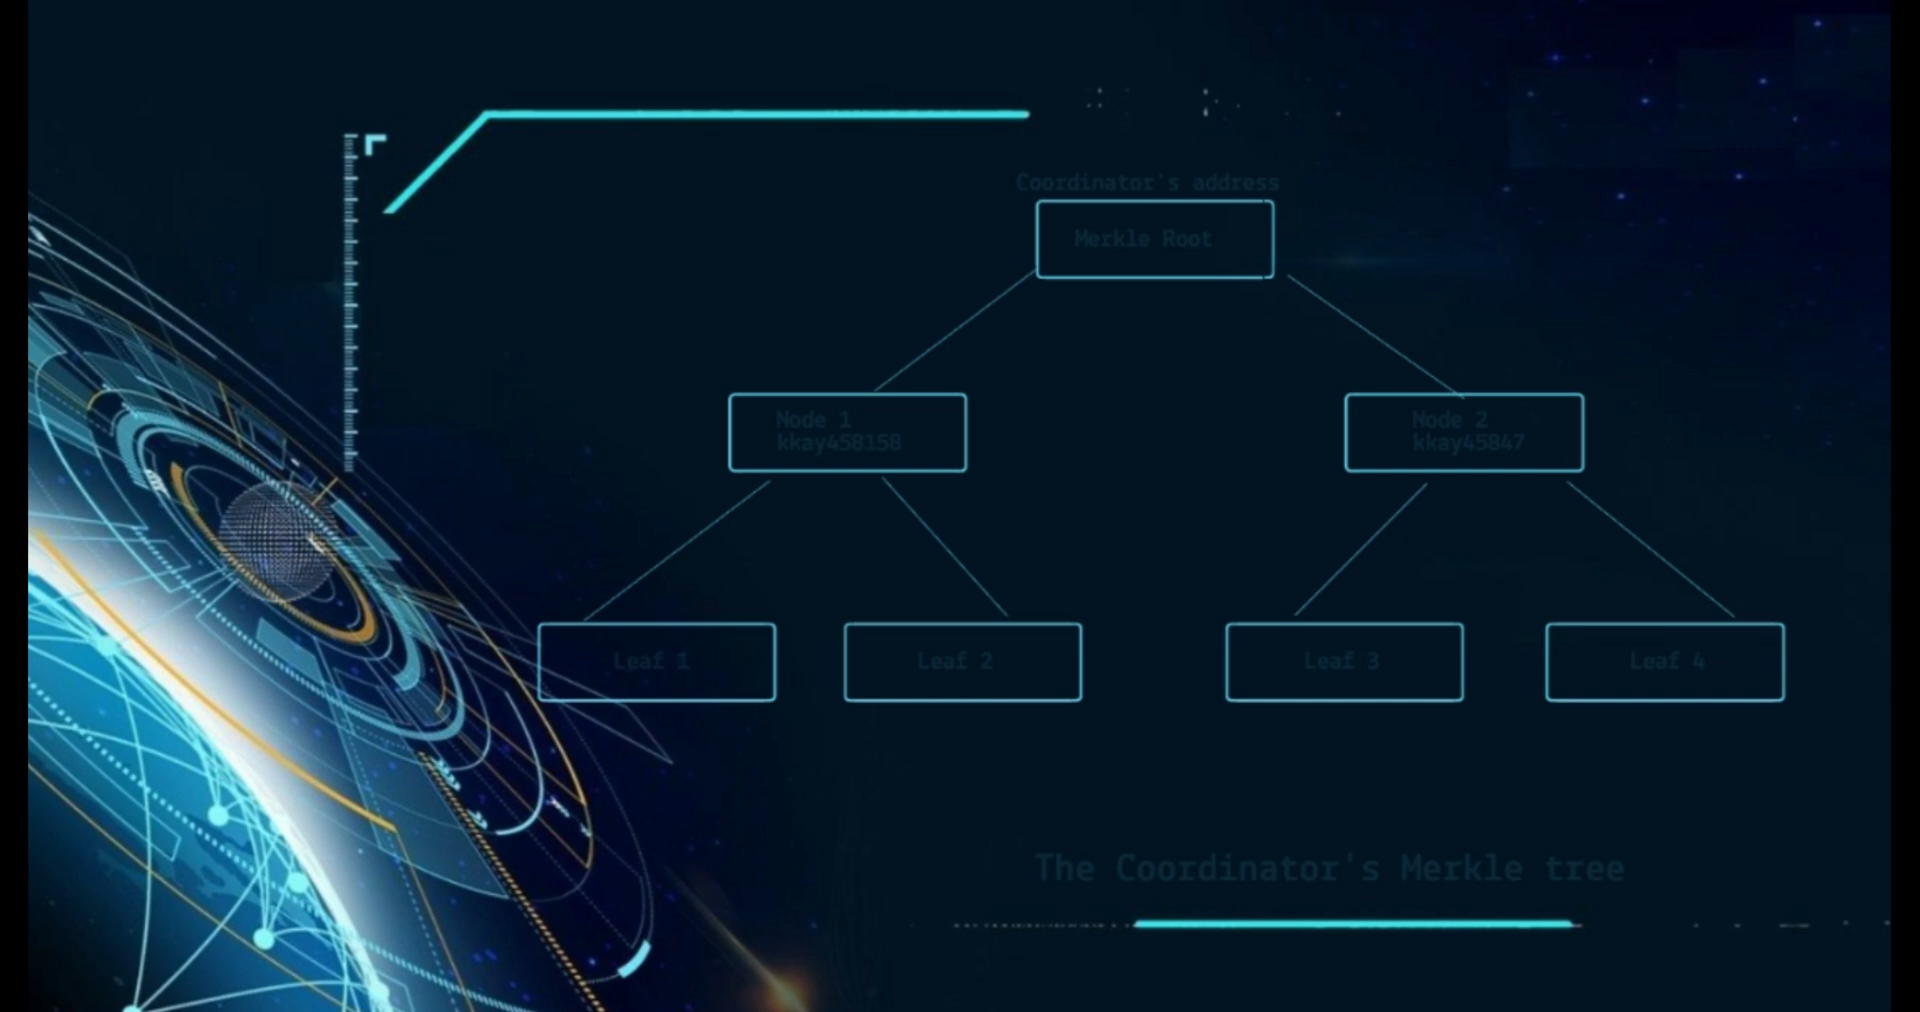 Coordinator's address
Merkle Root
Node 1
kkay458158
Node 2
kkay45847
Leaf 1
Leaf 2
Leaf 3
Leaf 4
The Coordinator's Merkle tree